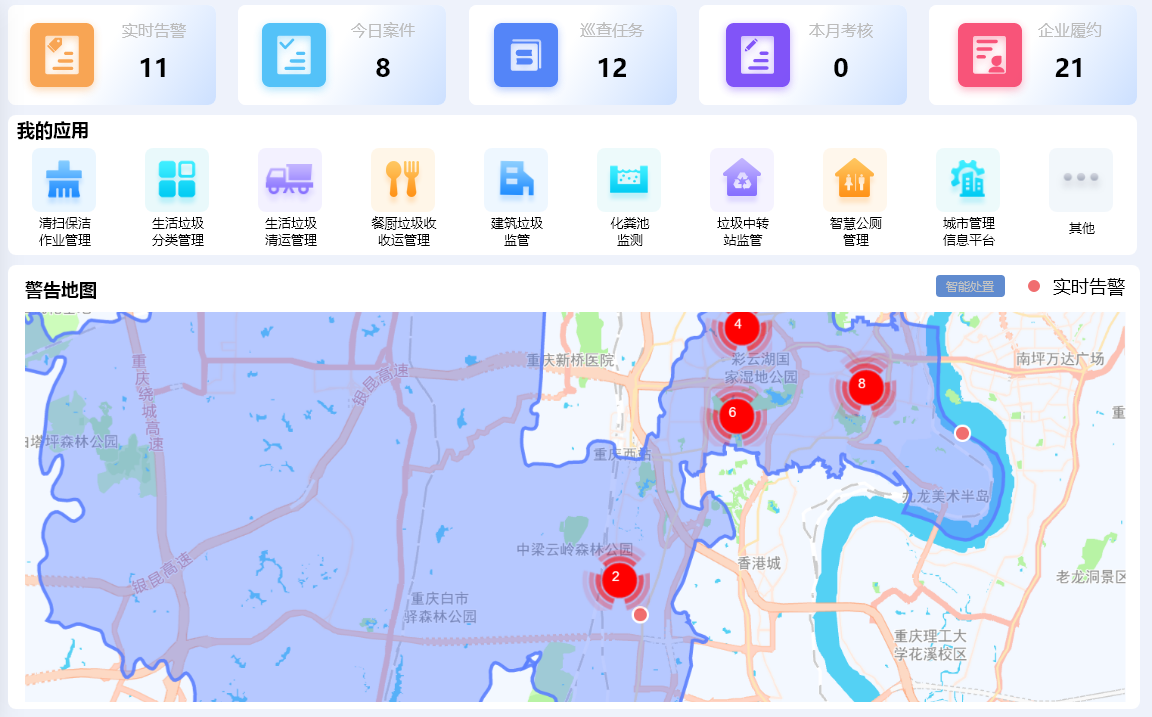 实时告警
11
今日案件
8
巡查任务
12
本月考核
0
企业履约
21
我的应用
清扫保洁
作业管理
生活垃圾
分类管理
生活垃圾
清运管理
餐厨垃圾收
收运管理
建筑垃圾
监管
化粪池
监测
垃圾中转
站监管
智慧公厕
管理
城市管理
信息平台
其他
警告地图
智能处置
实时告警
4
重庆新桥医院
彩云湖国
家湿地公园
南坪万达广场
重庆绕城高速
银昆高速
8
6
重
白塔坪森林公园
重庆西站
九龙美术半岛
中梁云岭森林公园
香港城
2
老龙洞景区
银昆高速
重庆白市
驿森林公园
重庆理工大
学花溪校区